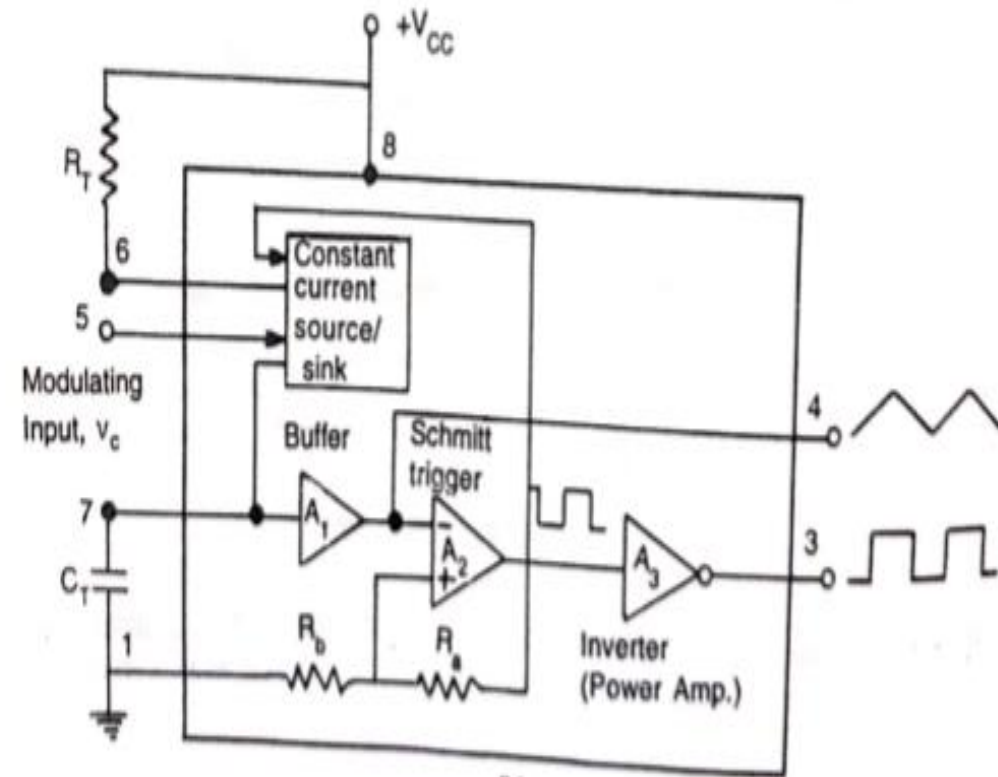 +VCC
8
RT
6
Constant
current
source/
sink
5
Modulating
Input, vc
4
Buffer
Schmitt
trigger
7
A1
−
A2
+
A3
3
CT
1
Rb
Ra
Inverter
(Power Amp.)